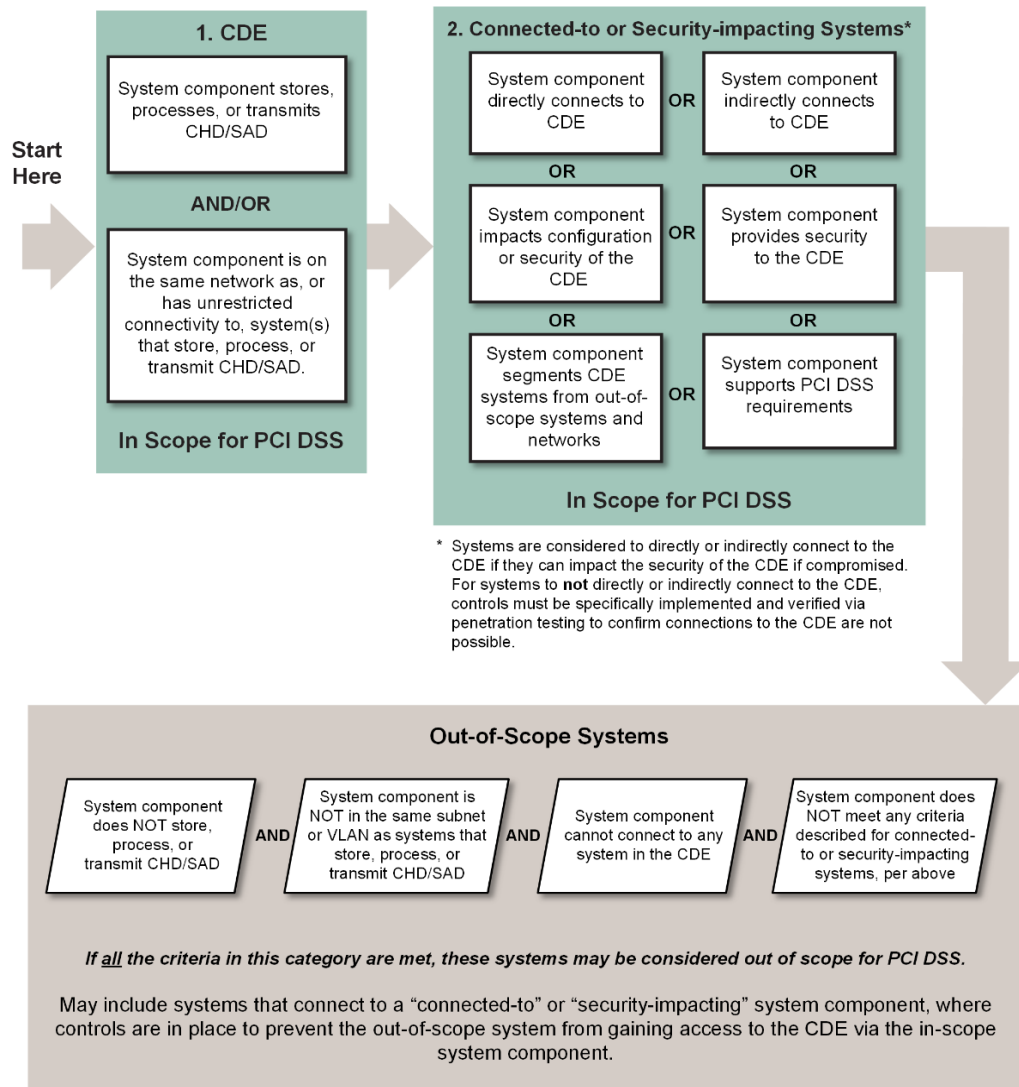 Start
Here
1. CDE
System component stores,
processes, or transmits
CHD/SAD
AND/OR
System component is on
the same network as, or
has unrestricted
connectivity to, system(s)
that store, process, or
transmit CHD/SAD.
In Scope for PCI DSS
2. Connected-to or Security-impacting Systems*
System component
directly connects to
CDE
OR
System component
indirectly connects
to CDE
OR
OR
System component
impacts configuration
or security of the
CDE
OR
System component
provides security
to the CDE
OR
OR
System component
segments CDE
systems from out-of-
scope systems and
networks
OR
System component
supports PCI DSS
requirements
In Scope for PCI DSS
* Systems are considered to directly or indirectly connect to the
CDE if they can impact the security of the CDE if compromised.
For systems to not directly or indirectly connect to the CDE,
controls must be specifically implemented and verified via
penetration testing to confirm connections to the CDE are not
possible.
Out-of-Scope Systems
System component
does NOT store,
process, or
transmit CHD/SAD
AND
System component is
NOT in the same subnet
or VLAN as systems that
store, process, or
transmit CHD/SAD
AND
System component
cannot connect to any
system in the CDE
AND
System component does
NOT meet any criteria
described for connected-
to or security-impacting
systems, per above
If all the criteria in this category are met, these systems may be considered out of scope for PCI DSS.
May include systems that connect to a “connected-to” or “security-impacting” system component, where
controls are in place to prevent the out-of-scope system from gaining access to the CDE via the in-scope
system component.